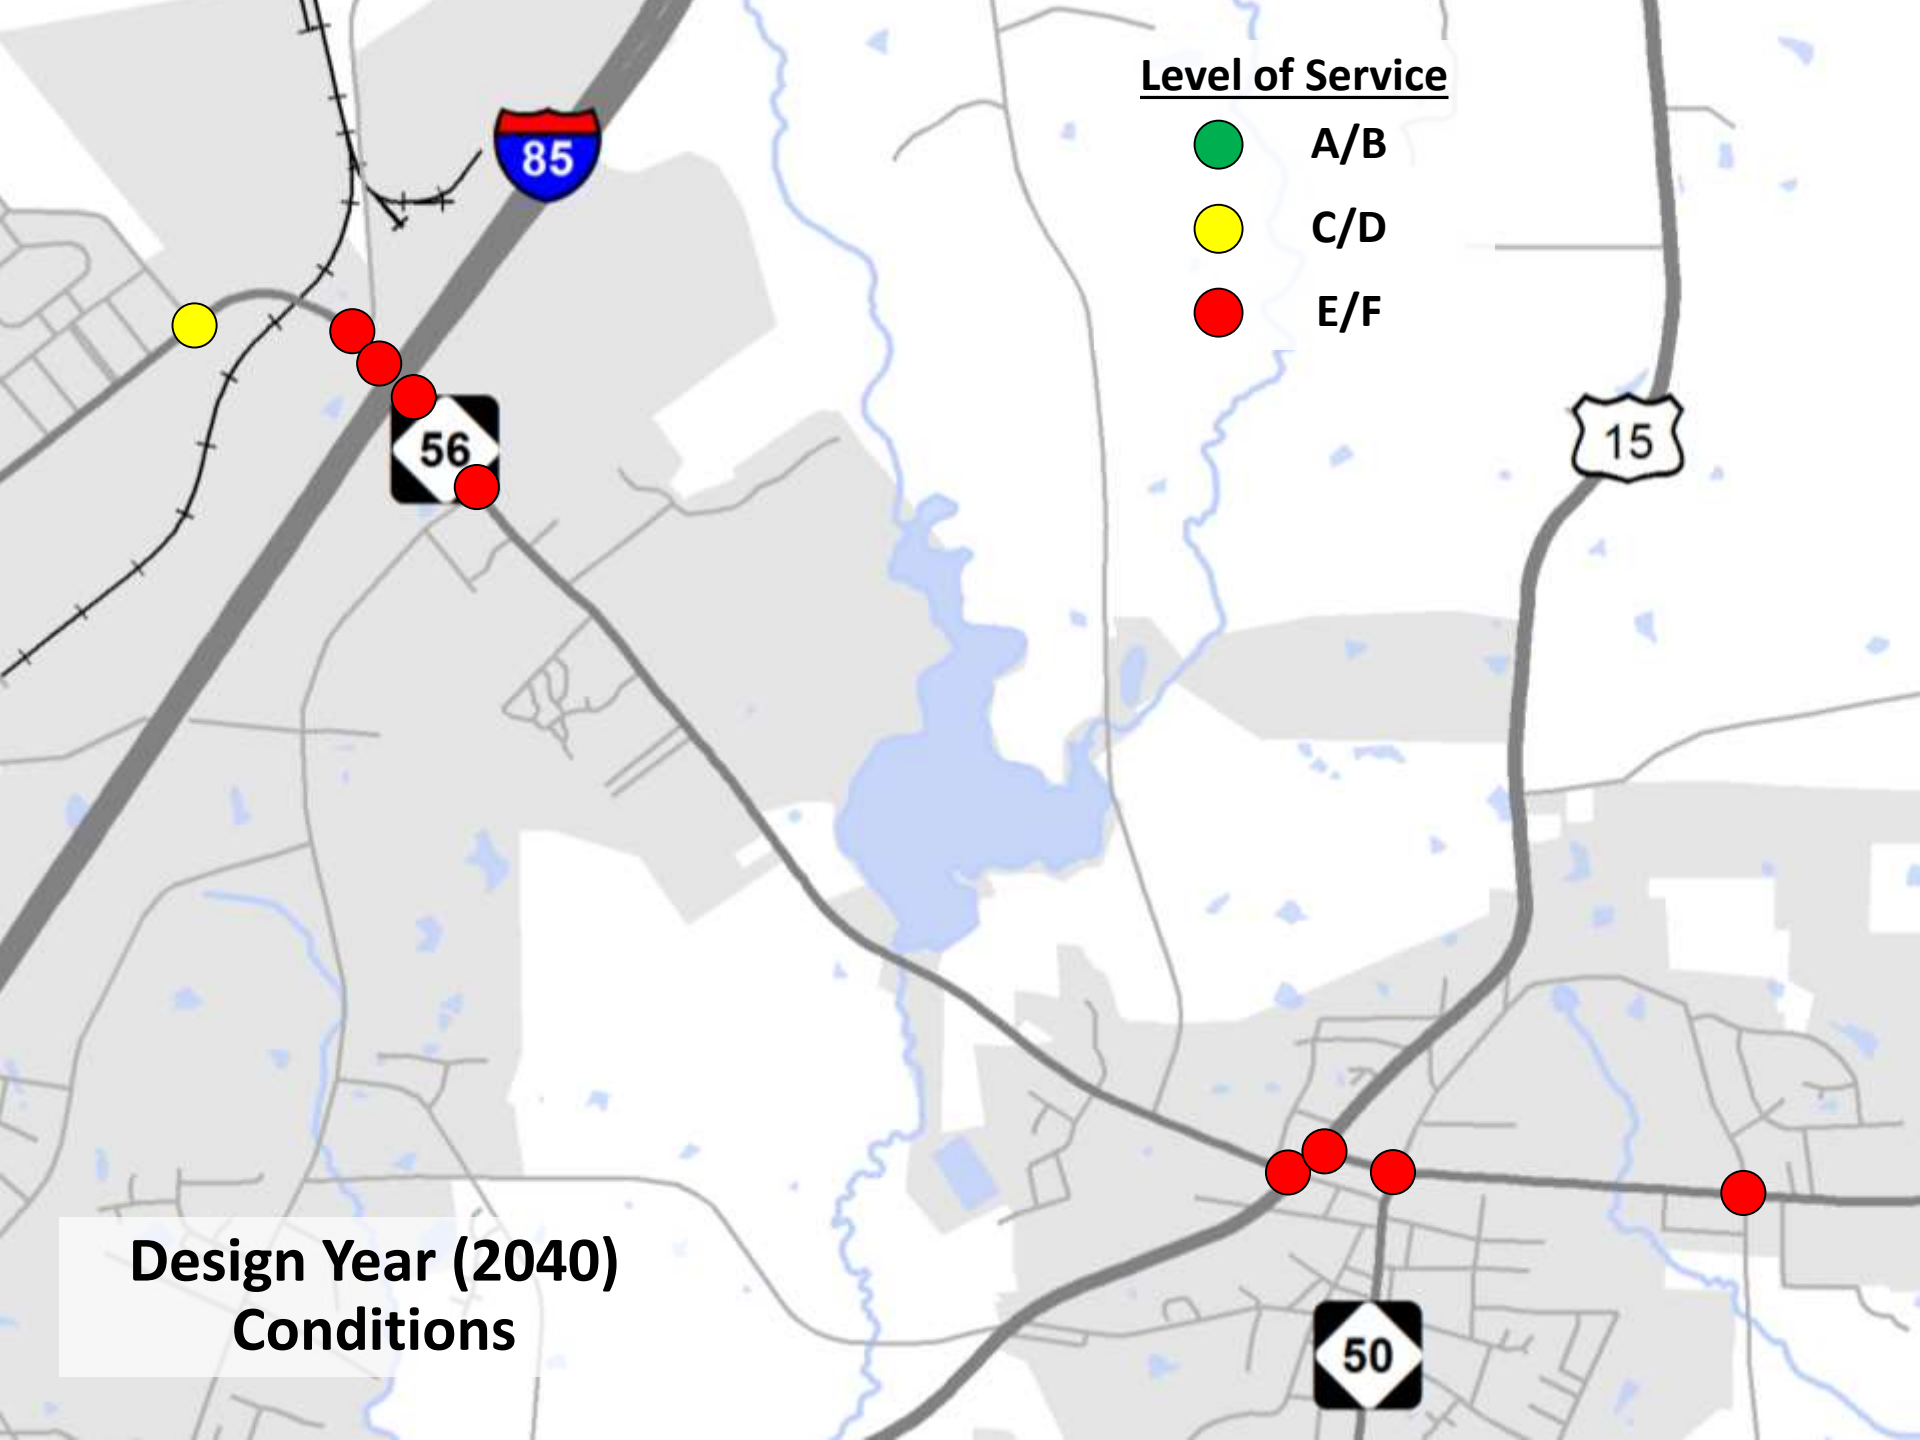 Level of Service
A/B
C/D
E/F
85
56
15
50
Design Year (2040)
Conditions